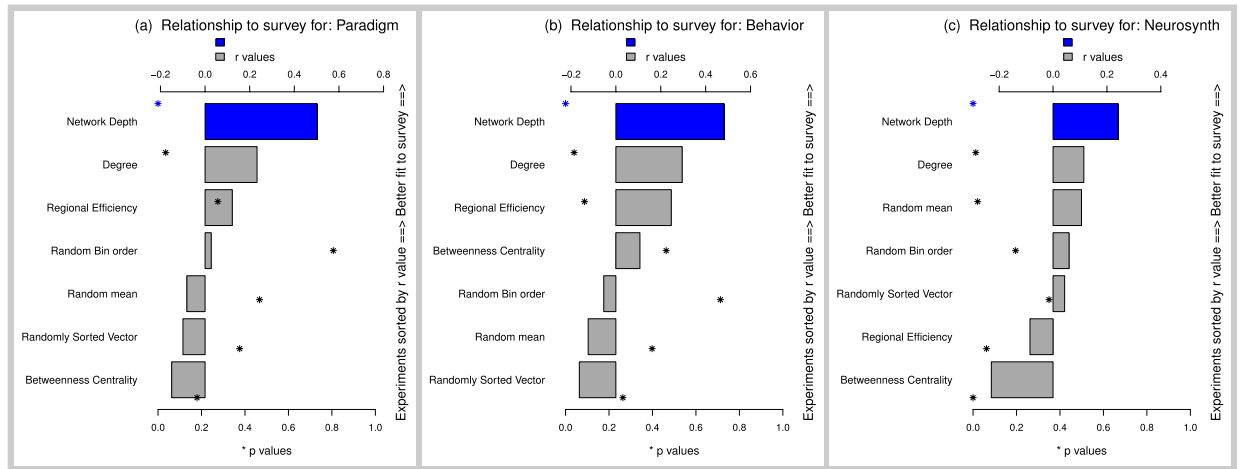 (a) Relationship to survey for: Paradigm
r values
−0.2 0.0 0.2 0.4 0.6 0.8
*
Network Depth
*
Degree
*
Regional Efficiency
*
Random Bin order
*
Random mean
*
Randomly Sorted Vector
*
Betweenness Centrality
0.0 0.2 0.4 0.6 0.8 1.0
* p values
Experiments sorted by r value ==> Better fit to survey ==>
(b) Relationship to survey for: Behavior
r values
−0.2 0.0 0.2 0.4 0.6
*
Network Depth
*
Degree
*
Regional Efficiency
*
Betweenness Centrality
*
Random Bin order
*
Random mean
*
Randomly Sorted Vector
*
0.0 0.2 0.4 0.6 0.8 1.0
* p values
Experiments sorted by r value ==> Better fit to survey ==>
(c) Relationship to survey for: Neurosynth
r values
−0.2 0.0 0.2 0.4
*
Network Depth
*
Degree
*
Random mean
*
Random Bin order
*
Randomly Sorted Vector
*
Regional Efficiency
*
Betweenness Centrality
0.0 0.2 0.4 0.6 0.8 1.0
* p values
Experiments sorted by r value ==> Better fit to survey ==>